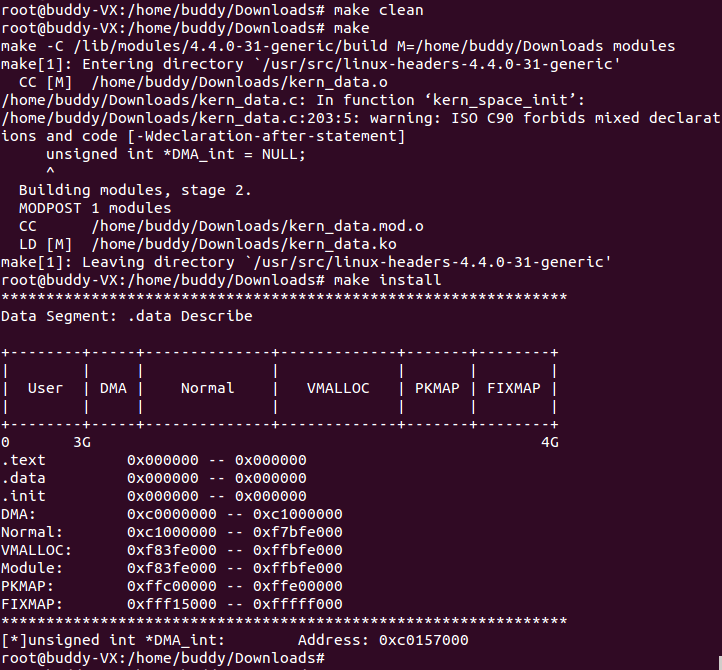 root@buddy-VX:/home/buddy/Downloads# make clean
root@buddy-VX:/home/buddy/Downloads# make
make -C /lib/modules/4.4.0-31-generic/build M=/home/buddy/Downloads modules
make[1]: Entering directory `/usr/src/linux-headers-4.4.0-31-generic'
  CC [M]  /home/buddy/Downloads/kern_data.o
/home/buddy/Downloads/kern_data.c: In function ‘kern_space_init’:
/home/buddy/Downloads/kern_data.c:203:5: warning: ISO C90 forbids mixed declarat
ions and code [-Wdeclaration-after-statement]
     unsigned int *DMA_int = NULL;
     ^
  Building modules, stage 2.
  MODPOST 1 modules
  CC      /home/buddy/Downloads/kern_data.mod.o
  LD [M]  /home/buddy/Downloads/kern_data.ko
make[1]: Leaving directory `/usr/src/linux-headers-4.4.0-31-generic'
root@buddy-VX:/home/buddy/Downloads# make install
***************************************************************
Data Segment: .data Describe

+--------+-----+--------------+-------------+-------+--------+
|        |     |              |             |       |        |
|  User  | DMA |    Normal    |   VMALLOC   | PKMAP | FIXMAP |
|        |     |              |             |       |        |
+--------+-----+--------------+-------------+-------+--------+
0       3G                                                  4G
.text         0x000000 -- 0x000000
.data         0x000000 -- 0x000000
.init         0x000000 -- 0x000000
DMA:          0xc0000000 -- 0xc1000000
Normal:       0xc1000000 -- 0xf7bfe000
VMALLOC:      0xf83fe000 -- 0xffbfe000
Module:       0xf83fe000 -- 0xffbfe000
PKMAP:        0xffc00000 -- 0xffe00000
FIXMAP:       0xfff15000 -- 0xfffff000
***************************************************************
[*]unsigned int *DMA_int:        Address: 0xc0157000
root@buddy-VX:/home/buddy/Downloads#